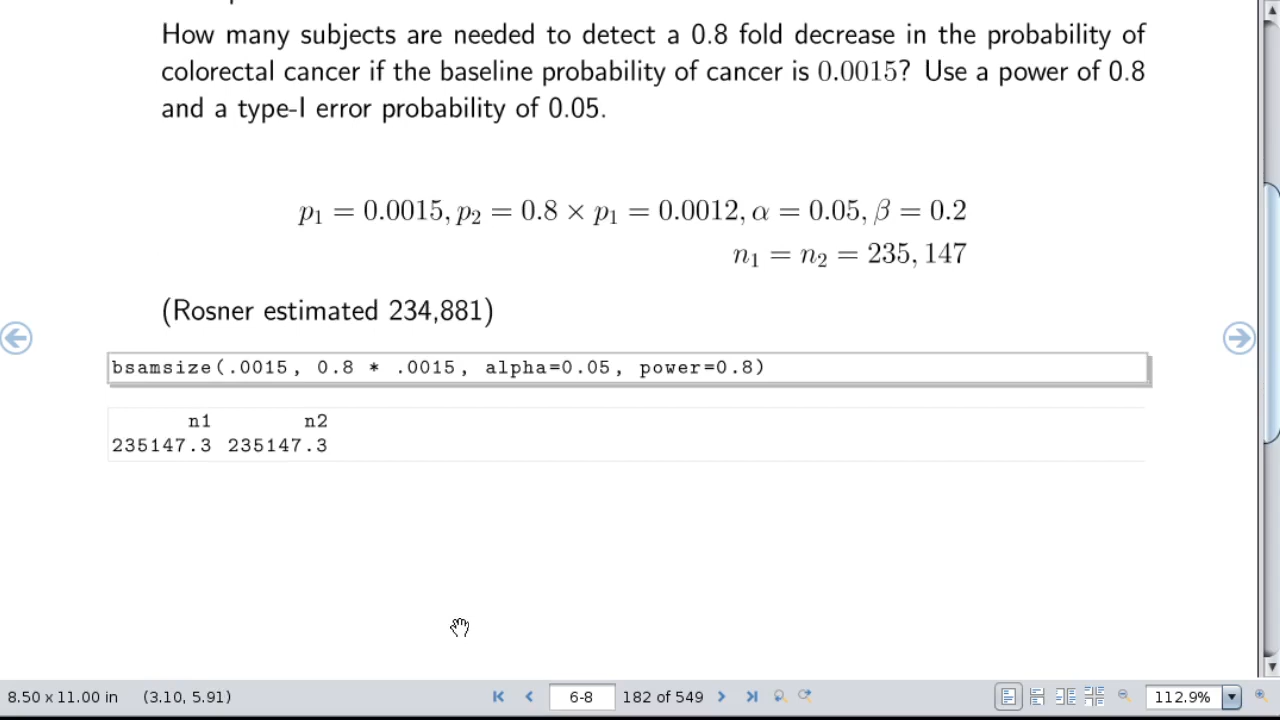 How many subjects are needed to detect a 0.8 fold decrease in the probability of
colorectal cancer if the baseline probability of cancer is 0.0015? Use a power of 0.8
and a type-I error probability of 0.05.
p₁ = 0.0015, p₂ = 0.8 × p₁ = 0.0012, α = 0.05, β = 0.2
n₁ = n₂ = 235, 147
(Rosner estimated 234,881)
bsamsize(.0015, 0.8 * .0015, alpha=0.05, power=0.8)
n1 n2
235147.3 235147.3
8.50 x 11.00 in (3.10, 5.91) 6-8 182 of 549 112.9%